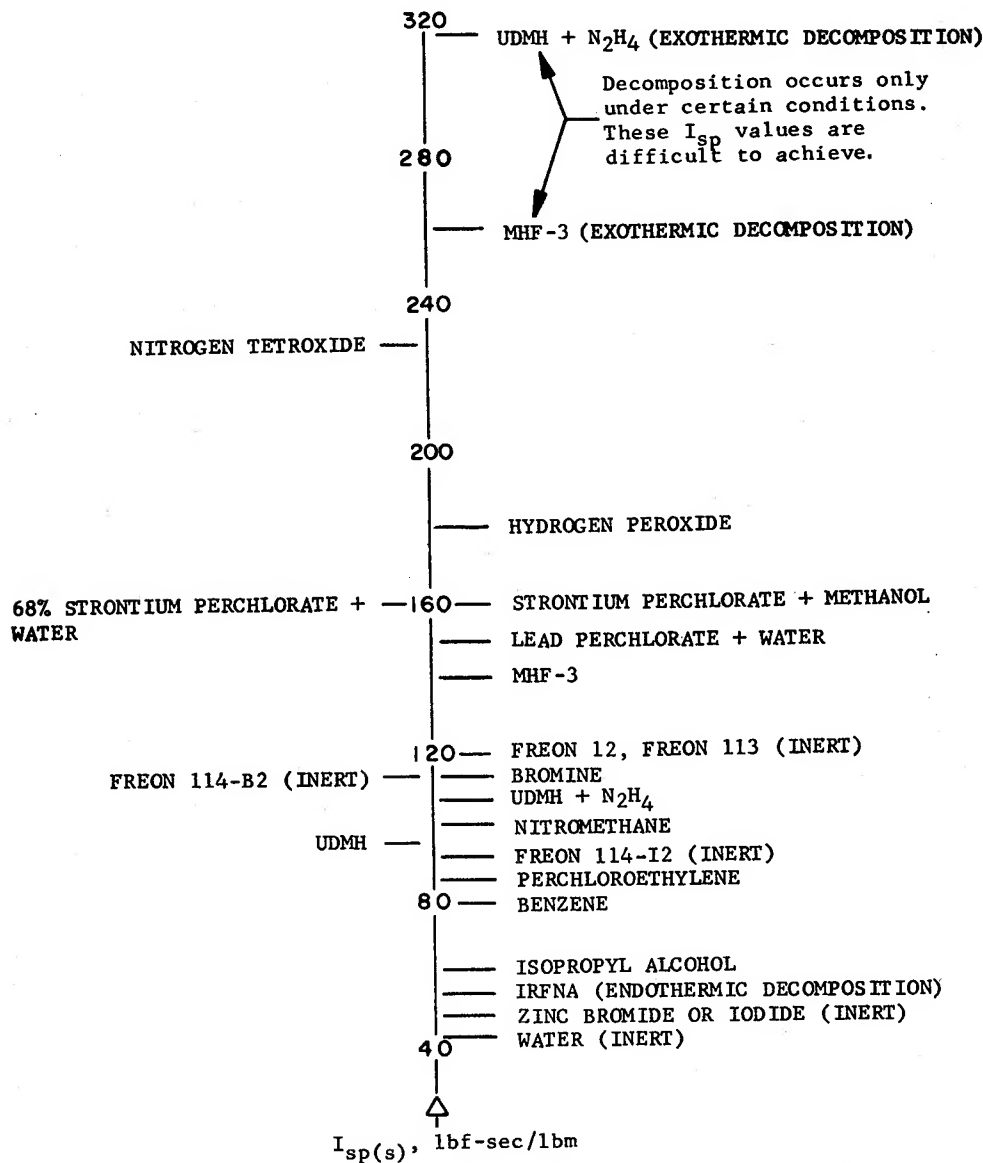 320
UDMH + N2H4 (EXOTHERMIC DECOMPOSITION)
Decomposition occurs only
under certain conditions.
These Isp values are
difficult to achieve.
280
MHF-3 (EXOTHERMIC DECOMPOSITION)
240
NITROGEN TETROXIDE
200
HYDROGEN PEROXIDE
68% STRONTIUM PERCHLORATE +
WATER
160
STRONTIUM PERCHLORATE + METHANOL
LEAD PERCHLORATE + WATER
MHF-3
120
FREON 12, FREON 113 (INERT)
FREON 114-B2 (INERT)
BROMINE
UDMH + N2H4
NITROMETHANE
UDMH
FREON 114-I2 (INERT)
PERCHLOROETHYLENE
80
BENZENE
ISOPROPYL ALCOHOL
IRFNA (ENDOTHERMIC DECOMPOSITION)
ZINC BROMIDE OR IODIDE (INERT)
WATER (INERT)
40
Isp(s), lbf-sec/lbm